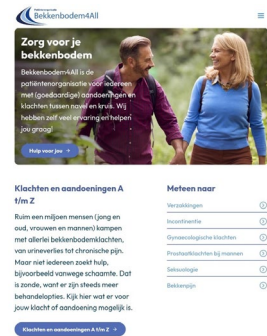 Bekkenbodem4All
Zorg voor je
bekkenbodem
Bekkenbodem4All is de
patiëntenorganisatie voor iedereen
met (goedaardige) aandoeningen en
klachten tussen navel en kruis. Wij
hebben zelf veel ervaring en helpen
jou graag!
Hulp voor jou →
Klachten en aandoeningen A
t/m Z
Ruim een miljoen mensen (jong en
oud, vrouwen en mannen) kampen
met allerlei bekkenbodemklachten,
van urineverlies tot chronische pijn.
Maar niet iedereen zoekt hulp,
bijvoorbeeld vanwege schaamte. Dat
is zonde, want er zijn steeds meer
behandelopties. Kijk hier wat er voor
jouw klacht of aandoening mogelijk is.
Klachten en aandoeningen A t/m Z →
Meteen naar
Verzakkingen
Incontinentie
Gynaecologische klachten
Prostaatklachten bij mannen
Seksuologie
Bekkenpijn